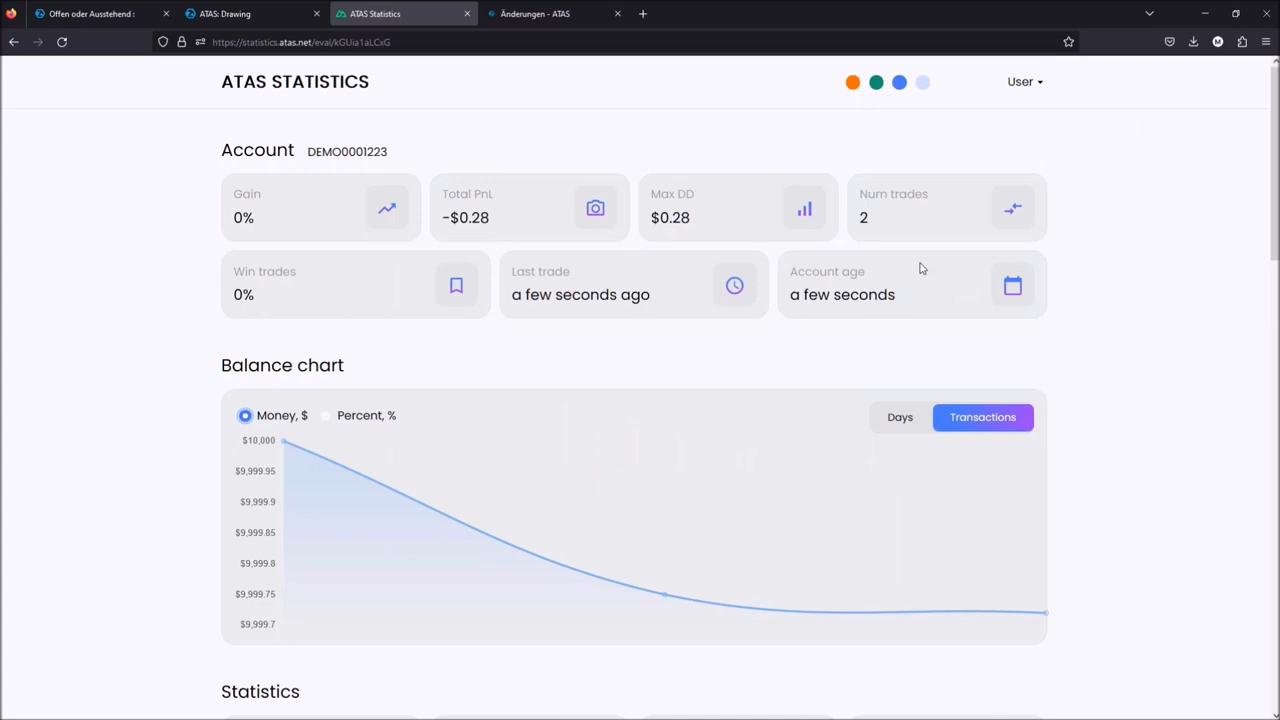 Offen oder Ausstehend :
ATAS: Drawing
ATAS Statistics
Änderungen - ATAS
https://statistics.atas.net/eval/kGUia1aLCxG
ATAS STATISTICS
User
Account DEMO0001223
Gain
0%
Total PnL
-$0.28
Max DD
$0.28
Num trades
2
Win trades
0%
Last trade
a few seconds ago
Account age
a few seconds
Balance chart
Money, $ Percent, %
Days Transactions
$10,000
$9,999.95
$9,999.9
$9,999.85
$9,999.8
$9,999.75
$9,999.7
Statistics